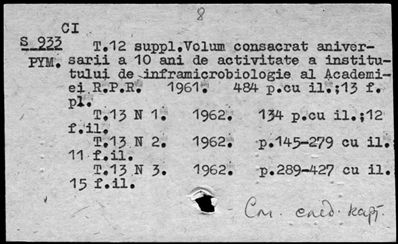 8
CI
S 933
РУМ.
T.12 suppl.Volum consacrat aniver-
sarii a 10 ani de activitate a institu-
tului de inframicrobiologie al Academi-
ei R.P.R. 1961. 484 p.cu il.;13 f.
pl.
T.13 N 1. 1962. 134 p.cu il.;12
f.il.
T.13 N 2. 1962. p.145-279 cu il.
11 f.il.
T.13 N 3. 1962. p.289-427 cu il.
15 f.il.
См. след. карт.